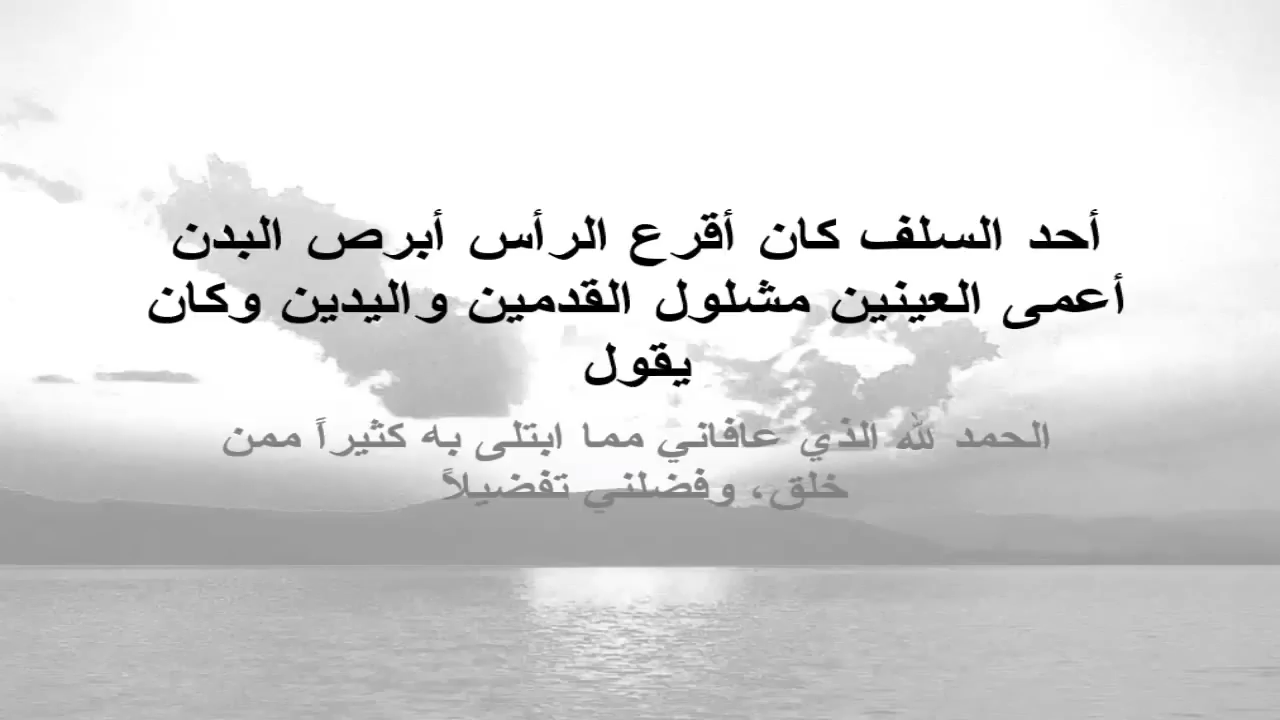 أحد السلف كان أقرع الرأس أبرص البدن
أعمى العينين مشلول القدمين واليدين وكان
يقول
الحمد لله الذي عافاني مما ابتلى به كثيراً ممن
خلق، وفضلني تفضيلاً